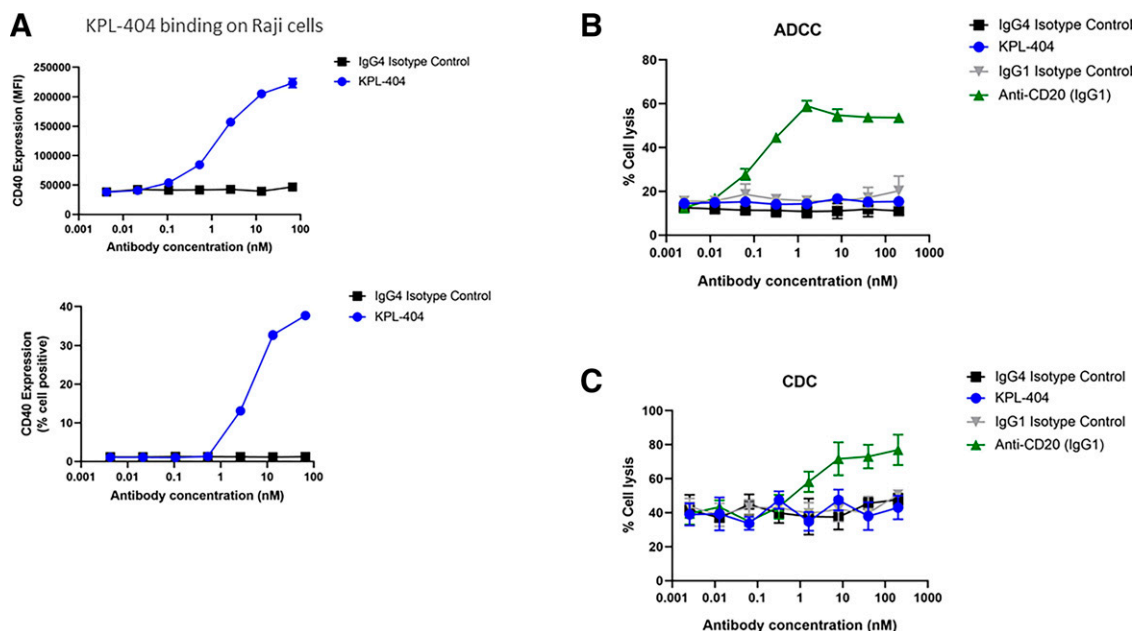 A
KPL-404 binding on Raji cells
IgG4 Isotype Control
KPL-404
CD40 Expression (MFI)
250000
200000
150000
100000
50000
0
0.001 0.01 0.1 1 10 100
Antibody concentration (nM)
IgG4 Isotype Control
KPL-404
CD40 Expression
(% cell positive)
40
30
20
10
0
0.001 0.01 0.1 1 10 100
Antibody concentration (nM)
B
ADCC
IgG4 Isotype Control
KPL-404
IgG1 Isotype Control
Anti-CD20 (IgG1)
% Cell lysis
80
60
40
20
0
0.001 0.01 0.1 1 10 100 1000
Antibody concentration (nM)
C
CDC
IgG4 Isotype Control
KPL-404
IgG1 Isotype Control
Anti-CD20 (IgG1)
% Cell lysis
100
80
60
40
20
0
0.001 0.01 0.1 1 10 100 1000
Antibody concentration (nM)